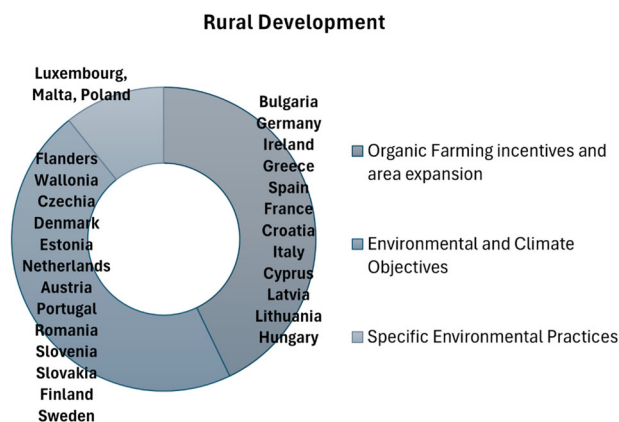 Rural Development
Luxembourg,
Malta, Poland
Flanders
Wallonia
Czechia
Denmark
Estonia
Netherlands
Austria
Portugal
Romania
Slovenia
Slovakia
Finland
Sweden
Bulgaria
Germany
Ireland
Greece
Spain
France
Croatia
Italy
Cyprus
Latvia
Lithuania
Hungary
Organic Farming incentives and
area expansion
Environmental and Climate
Objectives
Specific Environmental Practices